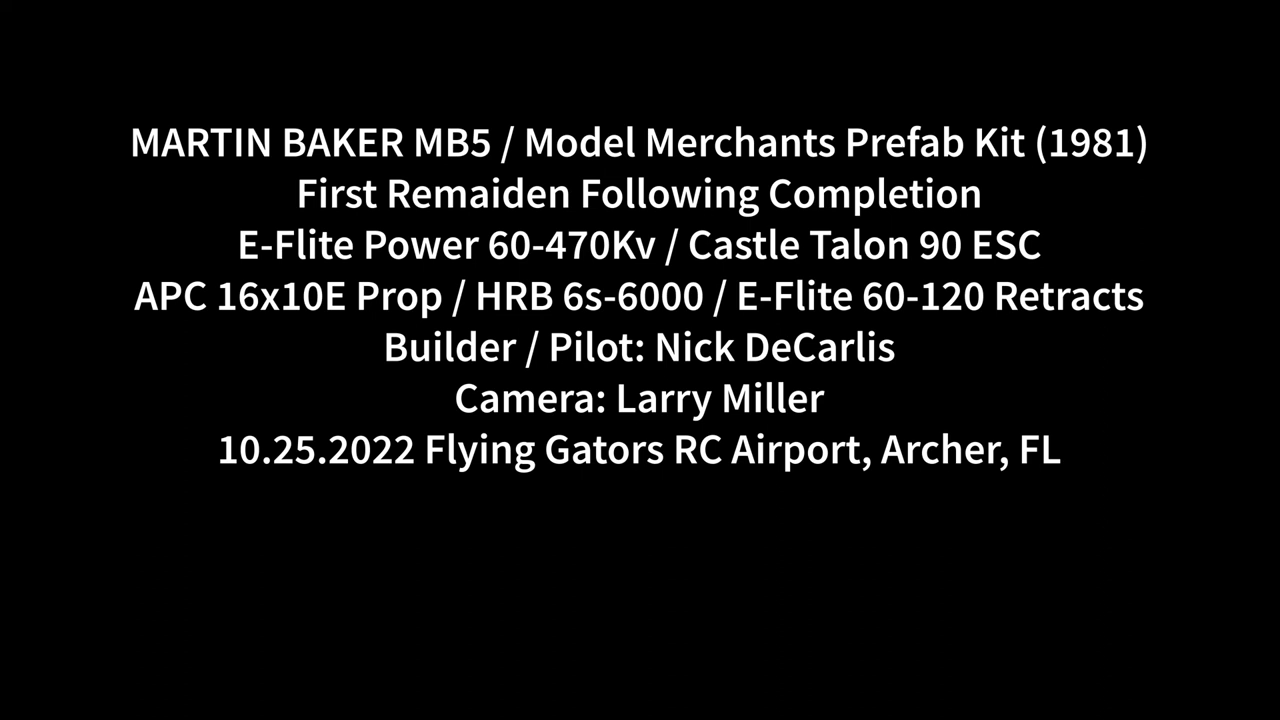 MARTIN BAKER MB5 / Model Merchants Prefab Kit (1981)
First Remaiden Following Completion
E-Flite Power 60-470Kv / Castle Talon 90 ESC
APC 16x10E Prop / HRB 6s-6000 / E-Flite 60-120 Retracts
Builder / Pilot: Nick DeCarlis
Camera: Larry Miller
10.25.2022 Flying Gators RC Airport, Archer, FL